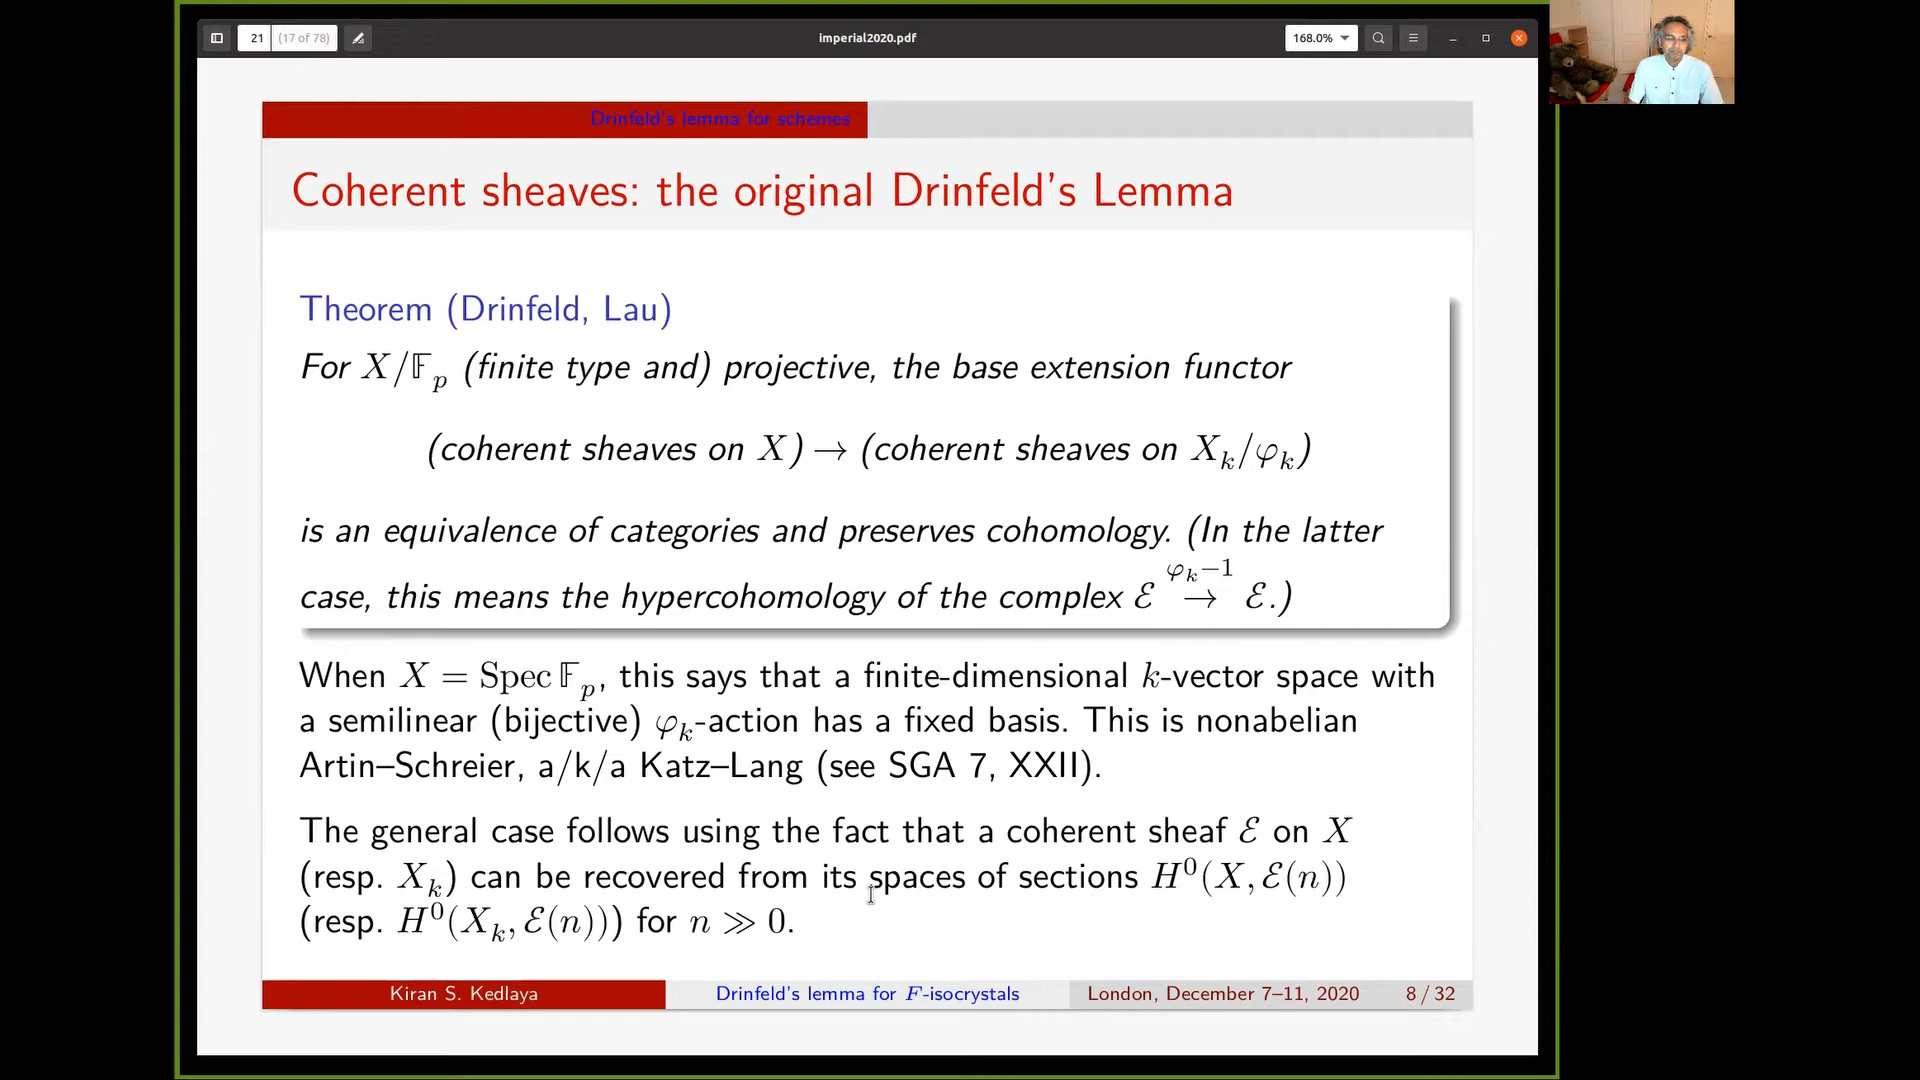 21 (17 of 78) imperial2020.pdf 168.0%
Drinfeld's lemma for schemes
Coherent sheaves: the original Drinfeld's Lemma
Theorem (Drinfeld, Lau)
For X/𝔽_p (finite type and) projective, the base extension functor
(coherent sheaves on X) → (coherent sheaves on X_k/φ_k)
is an equivalence of categories and preserves cohomology. (In the latter
case, this means the hypercohomology of the complex ℰ \overset{φ_k−1}{→} ℰ.)
When X = Spec 𝔽_p, this says that a finite-dimensional k-vector space with
a semilinear (bijective) φ_k-action has a fixed basis. This is nonabelian
Artin–Schreier, a/k/a Katz–Lang (see SGA 7, XXII).
The general case follows using the fact that a coherent sheaf ℰ on X
(resp. X_k) can be recovered from its spaces of sections H^0(X, ℰ(n))
(resp. H^0(X_k, ℰ(n))) for n ≫ 0.
Kiran S. Kedlaya Drinfeld's lemma for F-isocrystals London, December 7–11, 2020 8 / 32